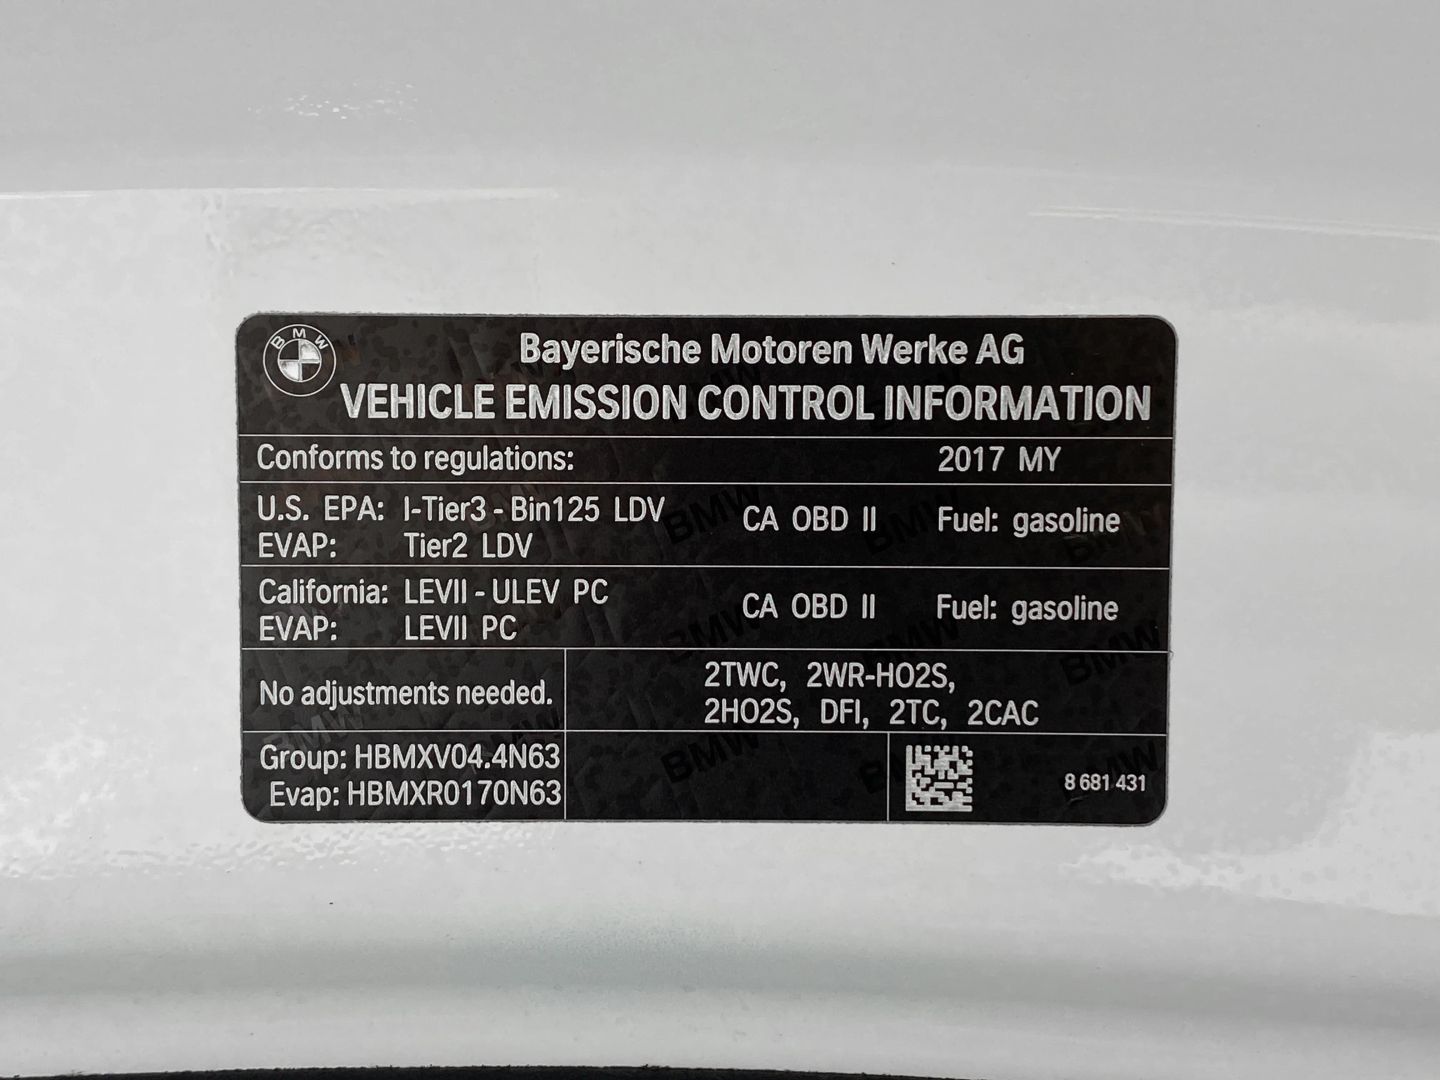 BMW
Bayerische Motoren Werke AG
VEHICLE EMISSION CONTROL INFORMATION
Conforms to regulations: 2017 MY
U.S. EPA: I-Tier3 - Bin125 LDV CA OBD II Fuel: gasoline
EVAP: Tier2 LDV
California: LEVII - ULEV PC CA OBD II Fuel: gasoline
EVAP: LEVII PC
No adjustments needed.
2TWC, 2WR-HO2S,
2HO2S, DFI, 2TC, 2CAC
Group: HBMXV04.4N63
Evap: HBMXR0170N63
8 681 431